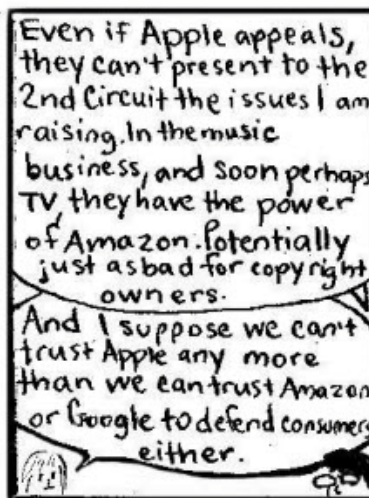 Even if Apple appeals,
they can't present to the
2nd Circuit the issues I am
raising. In the music
business, and soon perhaps
TV, they have the power
of Amazon. Potentially
just as bad for copyright
owners.
And I suppose we can't
trust Apple any more
than we can trust Amazon
or Google to defend consumers
either.